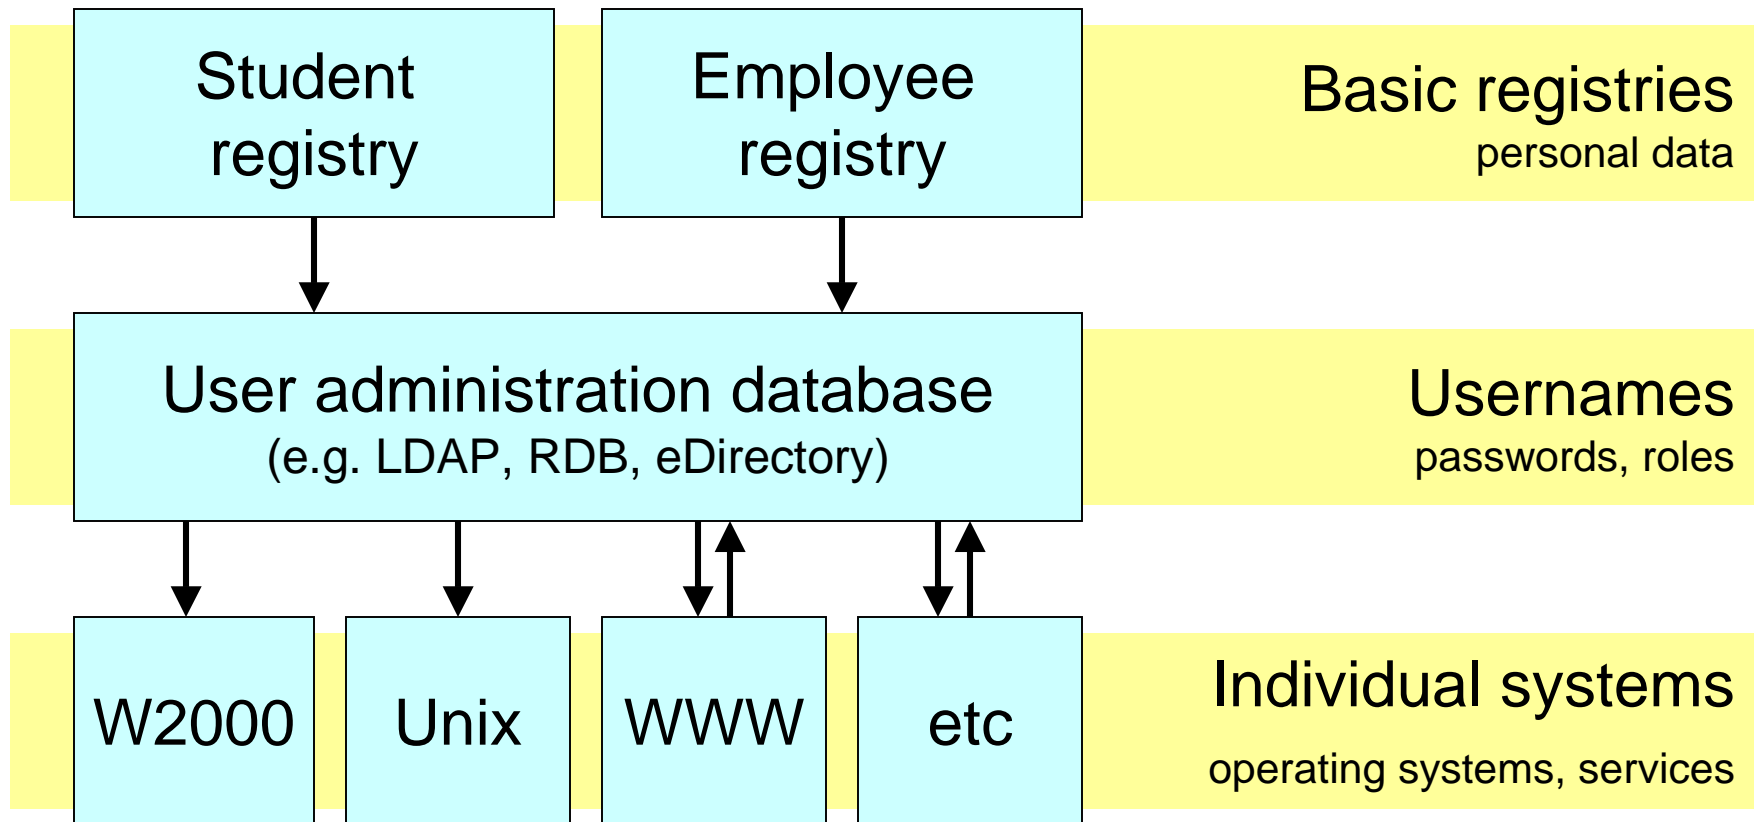 Student
registry
Employee
registry
Basic registries
personal data
User administration database
(e.g. LDAP, RDB, eDirectory)
Usernames
passwords, roles
W2000
Unix
WWW
etc
Individual systems
operating systems, services